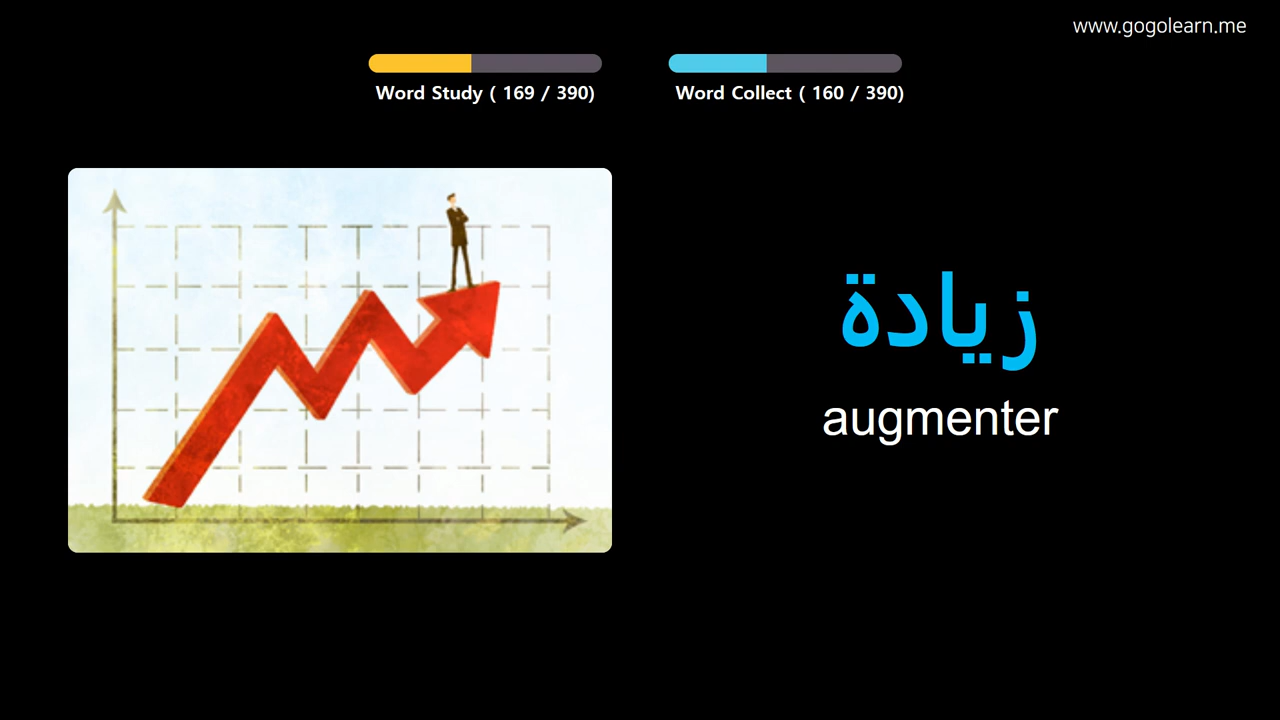 www.gogolearn.me
Word Study ( 169 / 390)
Word Collect ( 160 / 390)
زيادة
augmenter